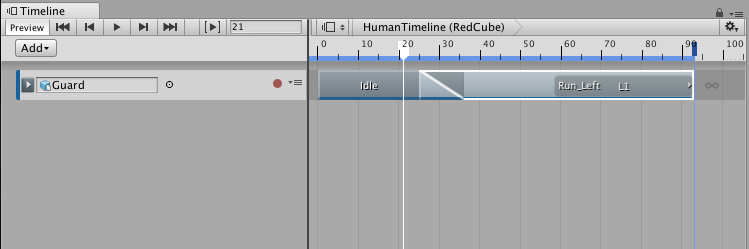 Timeline
Preview [▶] 21 HumanTimeline (RedCube)
Add 0 10 20 30 40 50 60 70 80 90 100
Guard Idle Run_Left Li